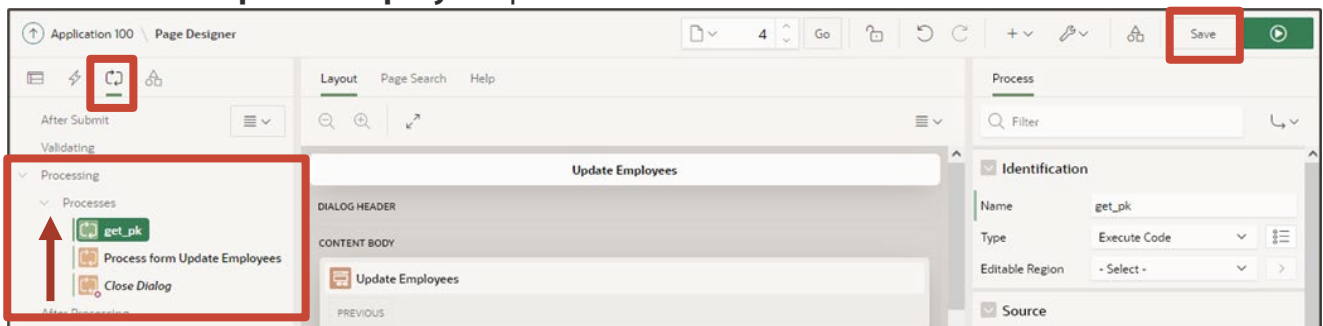 Application 100 \ Page Designer
4
Go
Save
Layout Page Search Help
Process
After Submit
Filter
Validating
Processing
Update Employees
Identification
Processes
DIALOG HEADER
Name get_pk
get_pk
CONTENT BODY
Type Execute Code
Process form Update Employees
Editable Region - Select -
Close Dialog
Update Employees
After Processing
PREVIOUS
Source